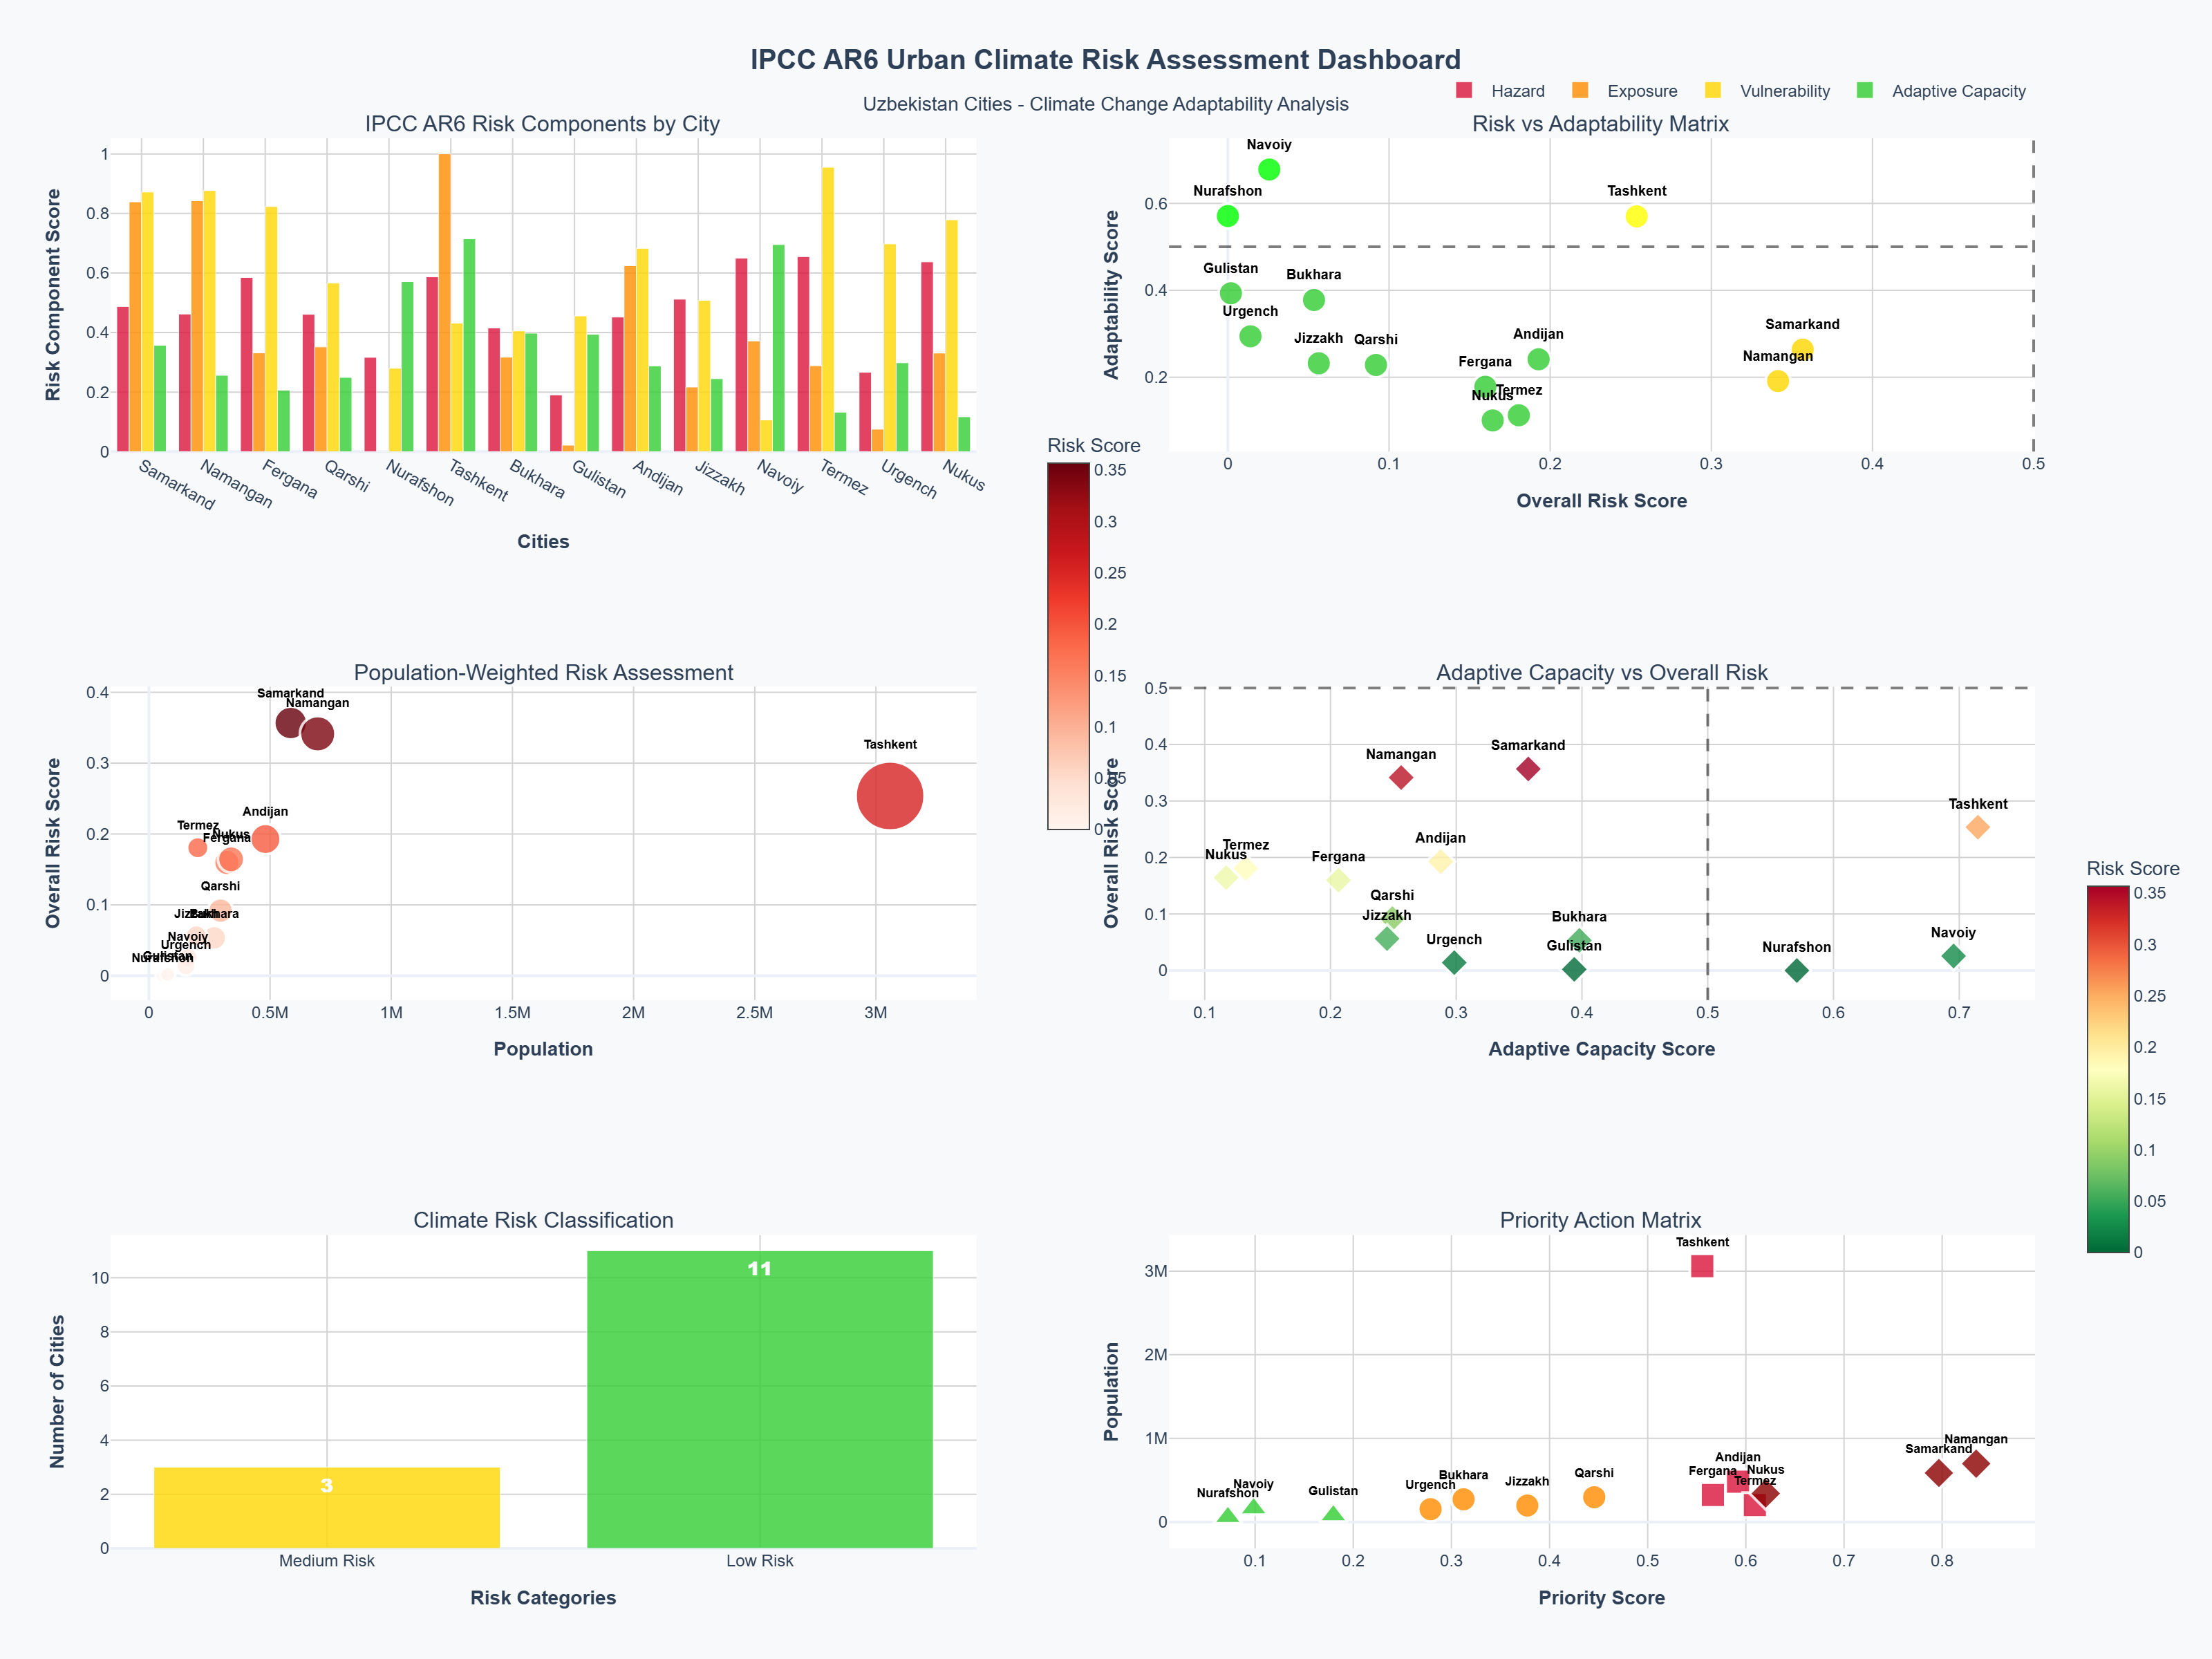 IPCC AR6 Urban Climate Risk Assessment Dashboard
Uzbekistan Cities - Climate Change Adaptability Analysis
Hazard Exposure Vulnerability Adaptive Capacity
IPCC AR6 Risk Components by City
Risk Component Score
1
0.8
0.6
0.4
0.2
0
Samarkand Namangan Fergana Qarshi Nurafshon Tashkent Bukhara Gulistan Andijan Jizzakh Navoiy Termez Urgench Nukus
Cities
Risk vs Adaptability Matrix
Adaptability Score
0.6
0.4
0.2
Navoiy
Nurafshon
Tashkent
Gulistan
Bukhara
Urgench
Jizzakh
Qarshi
Andijan
Samarkand
Namangan
Fergana
Termez
Nukus
0 0.1 0.2 0.3 0.4 0.5
Overall Risk Score
Risk Score
0.35
0.3
0.25
0.2
0.15
0.1
0.05
0
Population-Weighted Risk Assessment
Overall Risk Score
0.4
0.3
0.2
0.1
0
Samarkand
Namangan
Tashkent
Andijan
Termez
Nukus
Fergana
Qarshi
Jizzakh
Bukhara
Navoiy
Urgench
Gulistan
Nurafshon
0 0.5M 1M 1.5M 2M 2.5M 3M
Population
Adaptive Capacity vs Overall Risk
Overall Risk Score
0.5
0.4
0.3
0.2
0.1
0
Samarkand
Namangan
Tashkent
Andijan
Termez
Nukus
Fergana
Qarshi
Jizzakh
Bukhara
Urgench
Gulistan
Nurafshon
Navoiy
0.1 0.2 0.3 0.4 0.5 0.6 0.7
Adaptive Capacity Score
Risk Score
0.35
0.3
0.25
0.2
0.15
0.1
0.05
0
Climate Risk Classification
Number of Cities
10
8
6
4
2
0
3
11
Medium Risk Low Risk
Risk Categories
Priority Action Matrix
Population
3M
2M
1M
0
Tashkent
Namangan
Samarkand
Andijan
Nukus
Fergana
Termez
Qarshi
Jizzakh
Bukhara
Urgench
Gulistan
Navoiy
Nurafshon
0.1 0.2 0.3 0.4 0.5 0.6 0.7 0.8
Priority Score